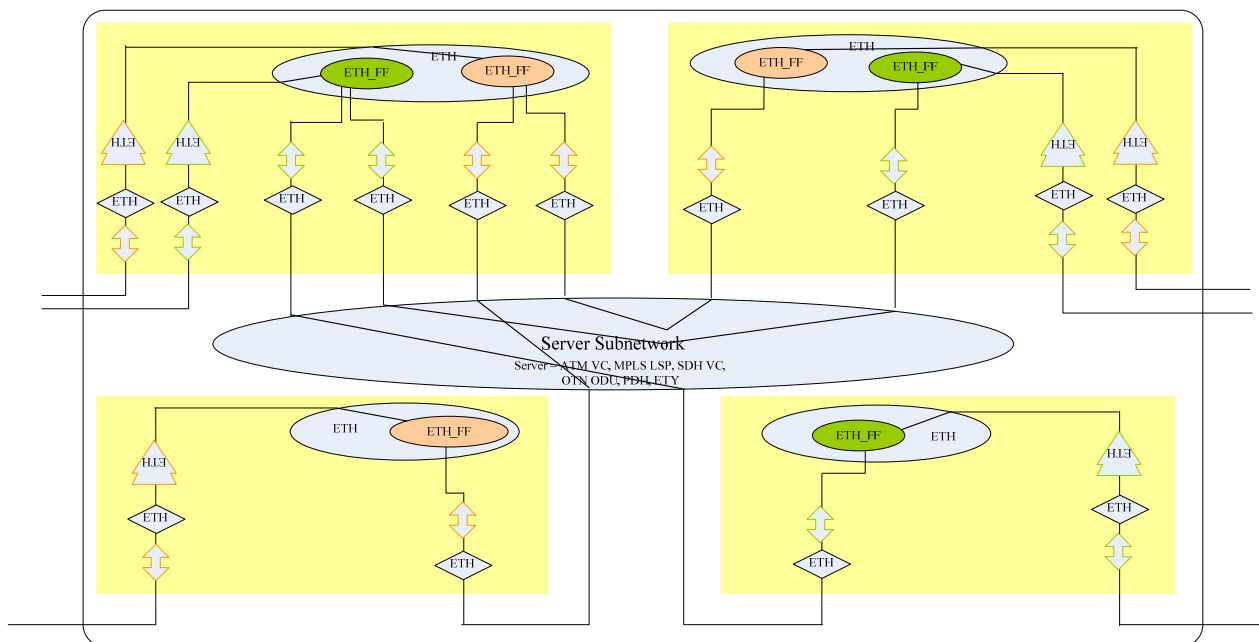 ETH
ETH_FF
ETH_FF
ETH
ETH
ETH
ETH
ETH
ETH
ETH
ETH
ETH
ETH_FF
ETH_FF
ETH
ETH
ETH
ETH
ETH
ETH
ETH
Server Subnetwork
Server – ATM VC, MPLS LSP, SDH VC,
OTN ODU, PDH, ETY
ETH
ETH_FF
ETH
ETH
ETH
ETH_FF
ETH
ETH
ETH
ETH